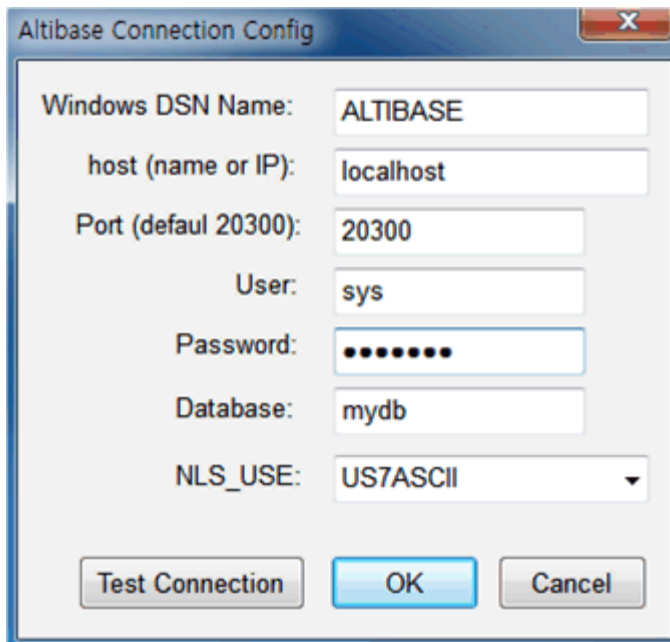 Altibase Connection Config
Windows DSN Name: ALTIBASE
host (name or IP): localhost
Port (defaul 20300): 20300
User: sys
Password: •••••••
Database: mydb
NLS_USE: US7ASCII
Test Connection OK Cancel